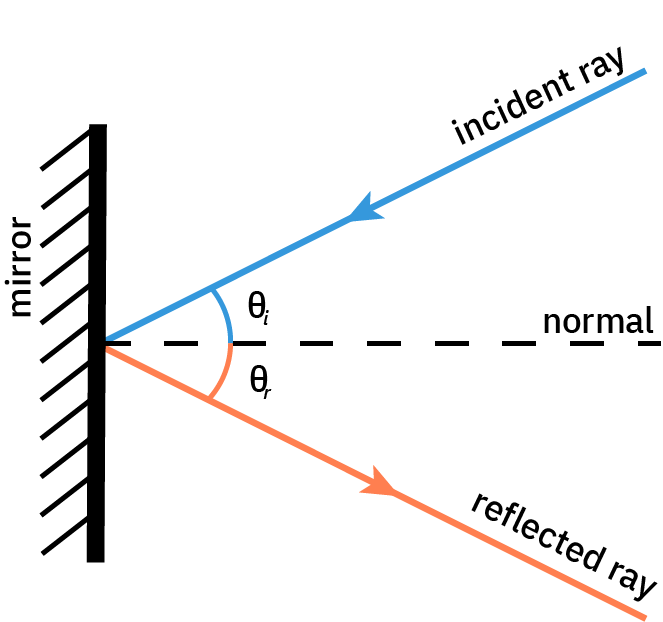 incident ray
mirror
θi
normal
θr
reflected ray